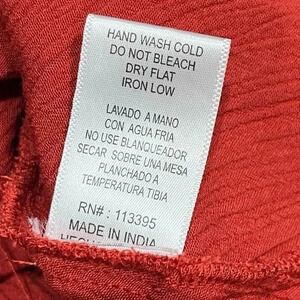 HAND WASH COLD
DO NOT BLEACH
DRY FLAT
IRON LOW
LAVADO A MANO
CON AGUA FRIA
NO USE BLANQUEADOR
SECAR SOBRE UNA MESA
PLANCHADO A
TEMPERATURA TIBIA
RN# : 113395
MADE IN INDIA